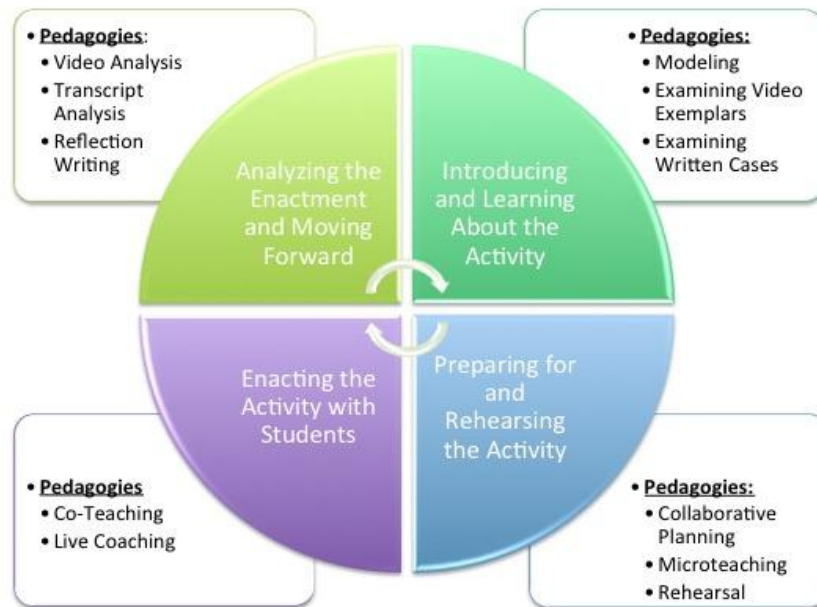 • Pedagogies:
• Video Analysis
• Transcript
Analysis
• Reflection
Writing
• Pedagogies:
• Modeling
• Examining Video
Exemplars
• Examining
Written Cases
Analyzing the
Enactment
and Moving
Forward
Introducing
and Learning
About the
Activity
Enacting the
Activity with
Students
Preparing for
and
Rehearsing
the Activity
• Pedagogies
• Co-Teaching
• Live Coaching
• Pedagogies:
• Collaborative
Planning
• Microteaching
• Rehearsal